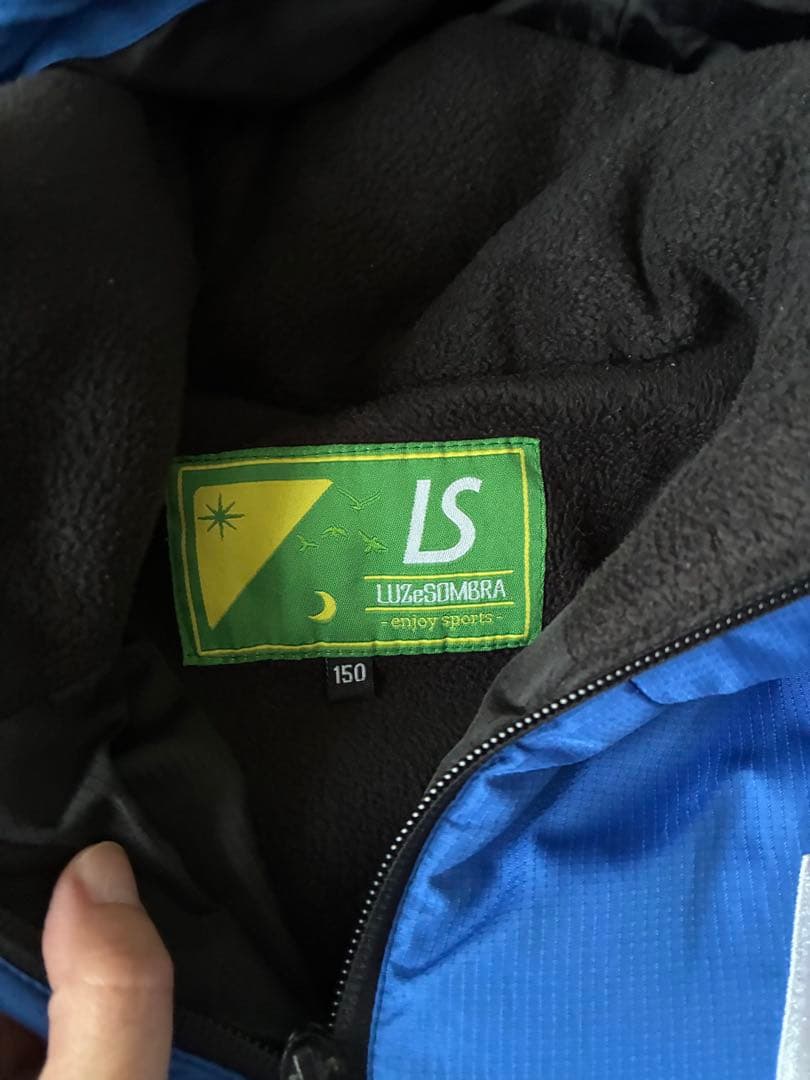 LS
LUZeSOMBRA
- enjoy sports -
150